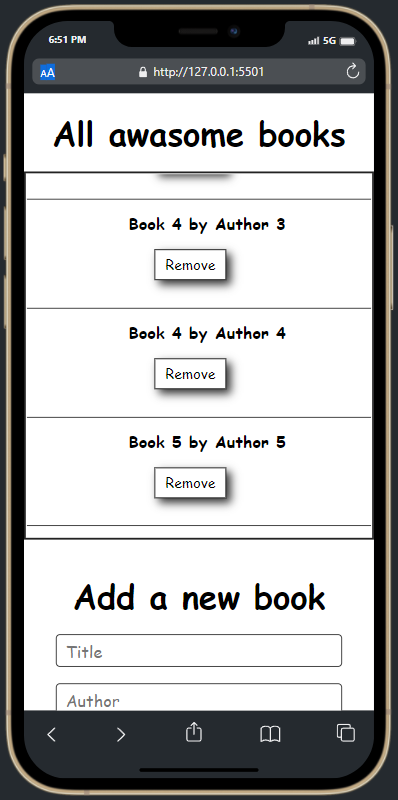 6:51 PM
5G
AA
http://127.0.0.1:5501
All awasome books
Book 4 by Author 3
Remove
Book 4 by Author 4
Remove
Book 5 by Author 5
Remove
Add a new book
Title
Author